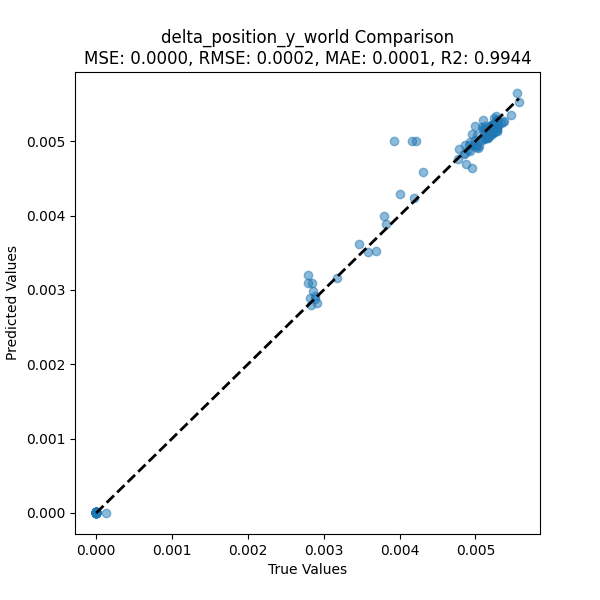 delta_position_y_world Comparison
MSE: 0.0000, RMSE: 0.0002, MAE: 0.0001, R2: 0.9944
Predicted Values
0.005
0.004
0.003
0.002
0.001
0.000
0.000 0.001 0.002 0.003 0.004 0.005
True Values